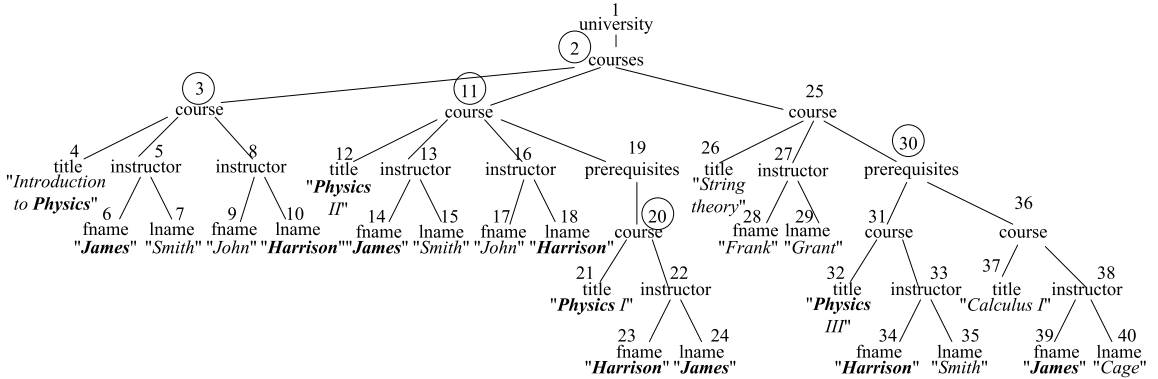 1
university
2 courses
3 11 25
course course course
4 5 8 12 13 16 19 26 27 30
title instructor instructor title instructor instructor prerequisites title instructor prerequisites
"Introduction "Physics "String
to Physics" II" theory"
6 7 9 10 14 15 17 18 20 28 29 31 36
fname lname fname lname fname lname fname lname course fname lname course course
"James" "Smith" "John" "Harrison" "James" "Smith" "John" "Harrison" "Frank" "Grant"
21 22 32 33 37 38
title instructor title instructor title instructor
"Physics I" "Physics "Calculus I"
III"
23 24 34 35 39 40
fname lname fname lname fname lname
"Harrison" "James" "Harrison" "Smith" "James" "Cage"